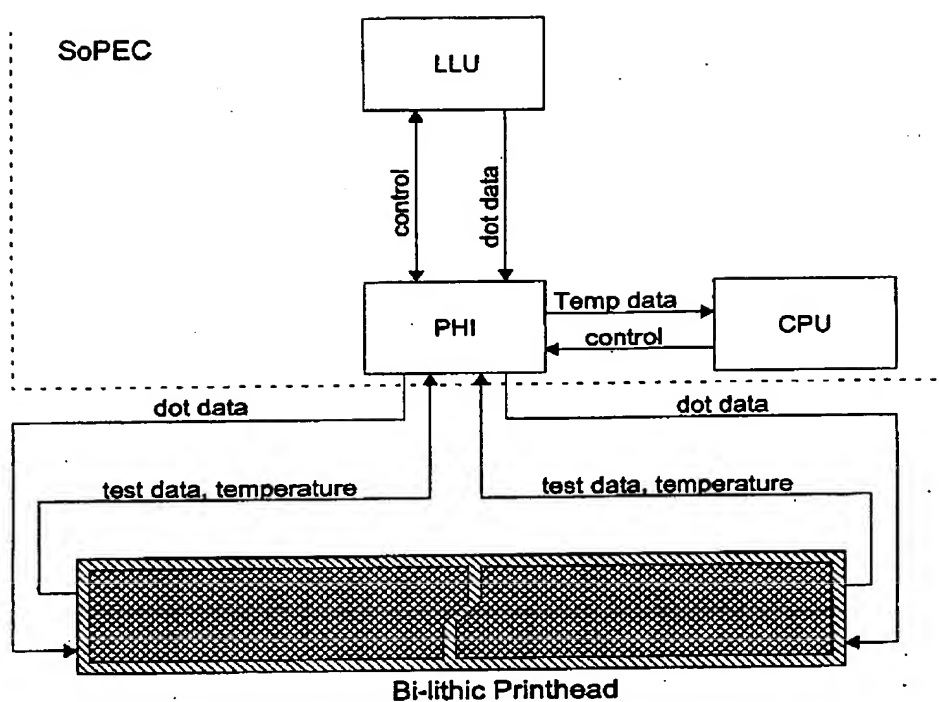 SoPEC
LLU
control
dot data
PHI
Temp data
control
CPU
dot data
dot data
test data, temperature
test data, temperature
Bi-lithic Printhead